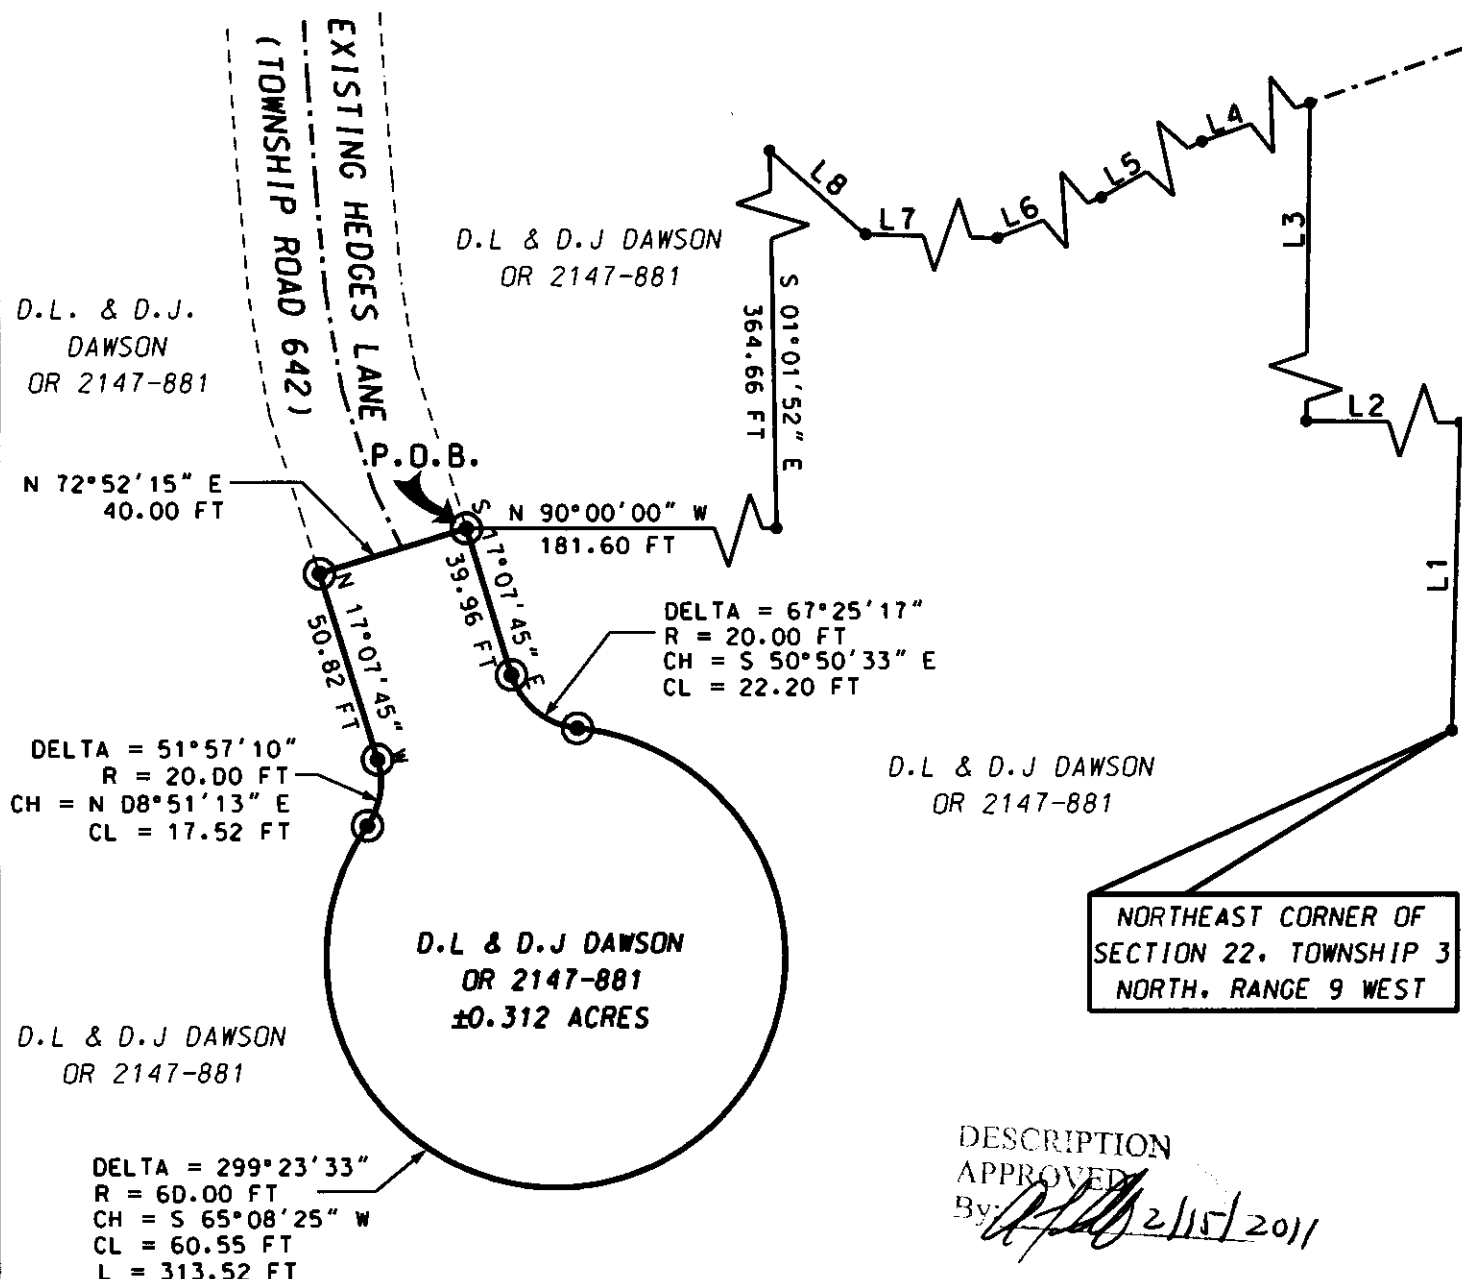 EXISTING HEDGES LANE
(TOWNSHIP ROAD 642)
D.L & D.J DAWSON
OR 2147-881
D.L. & D.J.
DAWSON
OR 2147-881
L8
L7
L6
L5
L4
L3
L2
L1
S 01°01'52" E
364.66 FT
P.O.B.
N 72°52'15" E
40.00 FT
N 90°00'00" W
181.60 FT
S 17°07'45" E
39.96 FT
N 17°07'45" W
50.82 FT
DELTA = 67°25'17"
R = 20.00 FT
CH = S 50°50'33" E
CL = 22.20 FT
DELTA = 51°57'10"
R = 20.00 FT
CH = N 08°51'13" E
CL = 17.52 FT
D.L & D.J DAWSON
OR 2147-881
NORTHEAST CORNER OF
SECTION 22, TOWNSHIP 3
NORTH, RANGE 9 WEST
D.L & D.J DAWSON
OR 2147-881
±0.312 ACRES
D.L & D.J DAWSON
OR 2147-881
DELTA = 299°23'33"
R = 60.00 FT
CH = S 65°08'25" W
CL = 60.55 FT
L = 313.52 FT
DESCRIPTION
APPROVED
By: 2/15/2011